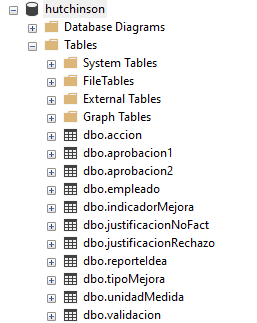 hutchinson
Database Diagrams
Tables
System Tables
FileTables
External Tables
Graph Tables
dbo.accion
dbo.aprobacion1
dbo.aprobacion2
dbo.empleado
dbo.indicadorMejora
dbo.justificacionNoFact
dbo.justificacionRechazo
dbo.reporteIdea
dbo.tipoMejora
dbo.unidadMedida
dbo.validacion